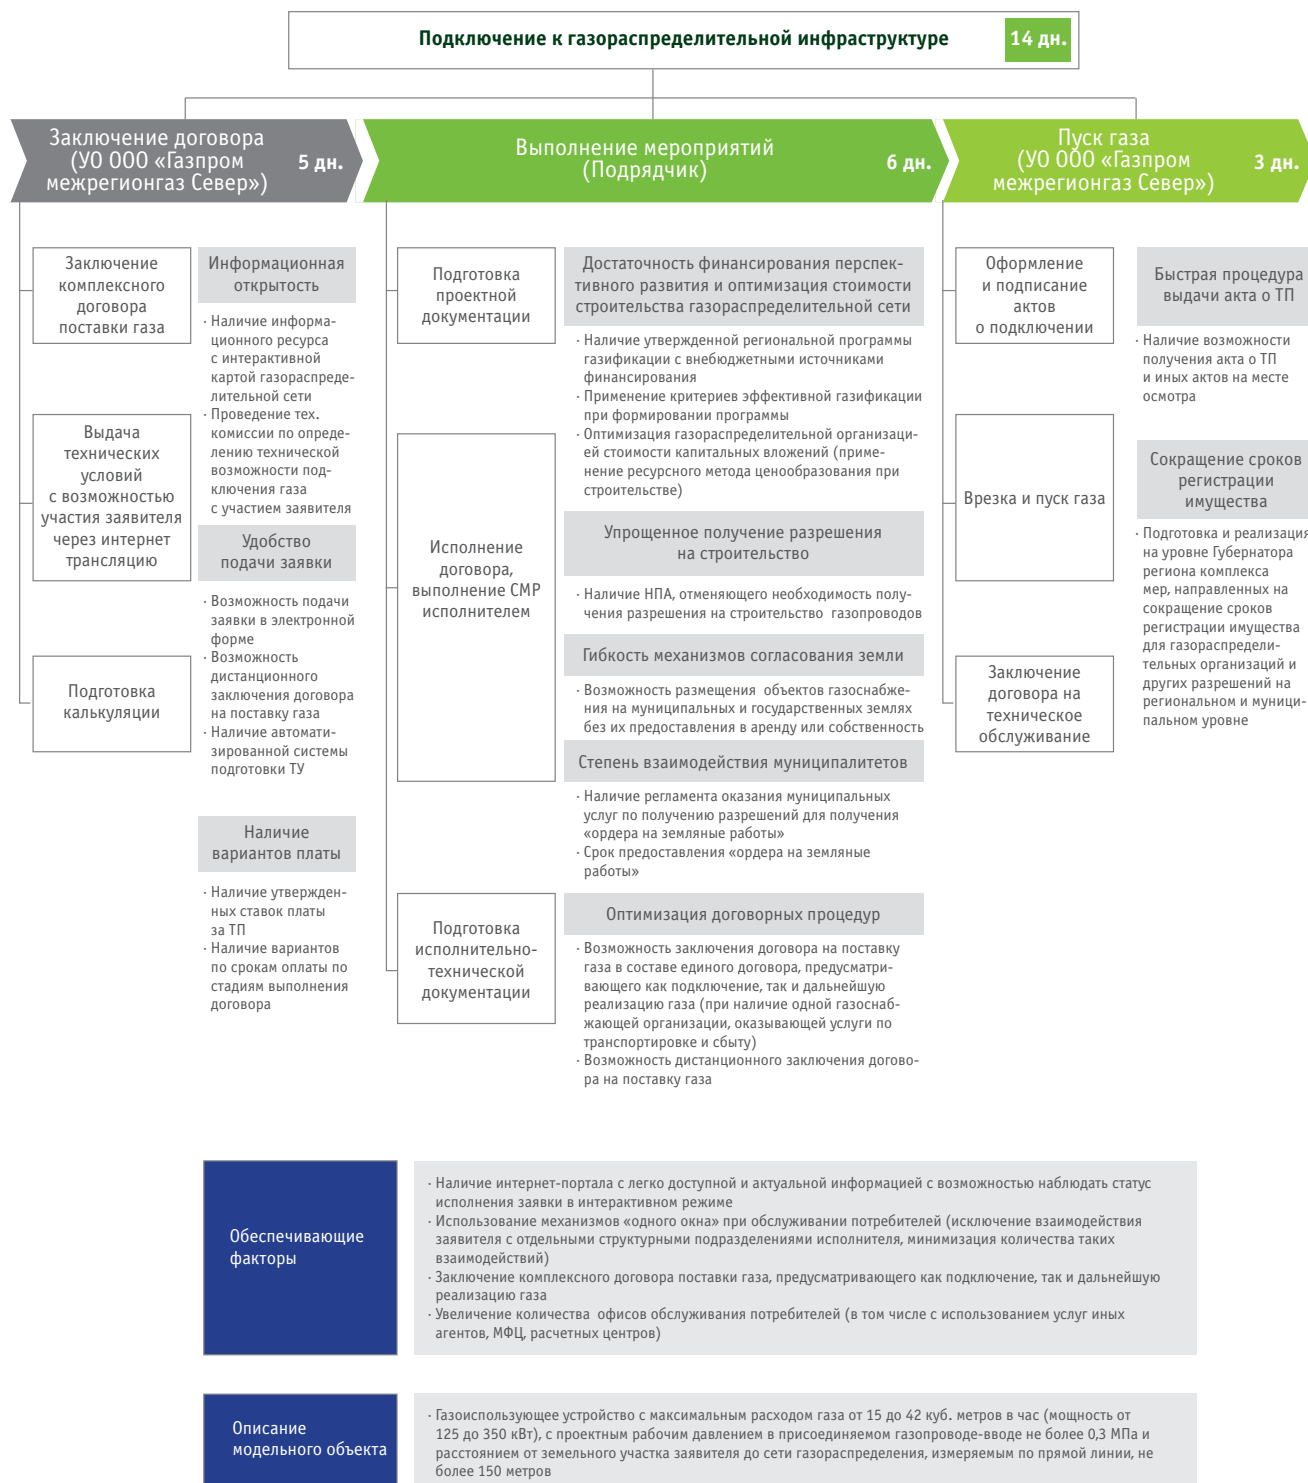 Подключение к газораспределительной инфраструктуре
14 дн.
Заключение договора
(УО ООО «Газпром
межрегионгаз Север»)
5 дн.
Выполнение мероприятий
(Подрядчик)
6 дн.
Пуск газа
(УО ООО «Газпром
межрегионгаз Север»)
3 дн.
Заключение
комплексного
договора
поставки газа
Выдача
технических
условий
с возможностью
участия заявителя
через интернет
трансляцию
Подготовка
калькуляции
Информационная
открытость
· Наличие информа-
ционного ресурса
с интерактивной
картой газораспреде-
лительной сети
· Проведение тех.
комиссии по опреде-
лению технической
возможности под-
ключения газа
с участием заявителя
Удобство
подачи заявки
· Возможность подачи
заявки в электронной
форме
· Возможность
дистанционного
заключения договора
на поставку газа
· Наличие автомати-
зированной системы
подготовки ТУ
Наличие
вариантов платы
· Наличие утвержден-
ных ставок платы
за ТП
· Наличие вариантов
по срокам оплаты по
стадиям выполнения
договора
Подготовка
проектной
документации
Исполнение
договора,
выполнение СМР
исполнителем
Подготовка
исполнительно-
технической
документации
Достаточность финансирования перспек-
тивного развития и оптимизация стоимости
строительства газораспределительной сети
· Наличие утвержденной региональной программы
газификации с внебюджетными источниками
финансирования
· Применение критериев эффективной газификации
при формировании программы
· Оптимизация газораспределительной организаци-
ей стоимости капитальных вложений (приме-
нение ресурсного метода ценообразования при
строительстве)
Упрощенное получение разрешения
на строительство
· Наличие НПА, отменяющего необходимость полу-
чения разрешения на строительство газопроводов
Гибкость механизмов согласования земли
· Возможность размещения объектов газоснабже-
ния на муниципальных и государственных землях
без их предоставления в аренду или собственность
Степень взаимодействия муниципалитетов
· Наличие регламента оказания муниципальных
услуг по получению разрешений для получения
«ордера на земляные работы»
· Срок предоставления «ордера на земляные
работы»
Оптимизация договорных процедур
· Возможность заключения договора на поставку
газа в составе единого договора, предусматри-
вающего как подключение, так и дальнейшую
реализацию газа (при наличие одной газоснаб-
жающей организации, оказывающей услуги по
транспортировке и сбыту)
· Возможность дистанционного заключения догово-
ра на поставку газа
Оформление
и подписание
актов
о подключении
Врезка и пуск газа
Заключение
договора на
техническое
обслуживание
Быстрая процедура
выдачи акта о ТП
· Наличие возможности
получения акта о ТП
и иных актов на месте
осмотра
Сокращение сроков
регистрации
имущества
· Подготовка и реализация
на уровне Губернатора
региона комплекса
мер, направленных на
сокращение сроков
регистрации имущества
для газораспредели-
тельных организаций и
других разрешений на
региональном и муници-
пальном уровне
Обеспечивающие
факторы
· Наличие интернет-портала с легко доступной и актуальной информацией с возможностью наблюдать статус
исполнения заявки в интерактивном режиме
· Использование механизмов «одного окна» при обслуживании потребителей (исключение взаимодействия
заявителя с отдельными структурными подразделениями исполнителя, минимизация количества таких
взаимодействий)
· Заключение комплексного договора поставки газа, предусматривающего как подключение, так и дальнейшую
реализацию газа
· Увеличение количества офисов обслуживания потребителей (в том числе с использованием услуг иных
агентов, МФЦ, расчетных центров)
Описание
модельного объекта
· Газоиспользующее устройство с максимальным расходом газа от 15 до 42 куб. метров в час (мощность от
125 до 350 кВт), с проектным рабочим давлением в присоединяемом газопроводе-вводе не более 0,3 МПа и
расстоянием от земельного участка заявителя до сети газораспределения, измеряемым по прямой линии, не
более 150 метров